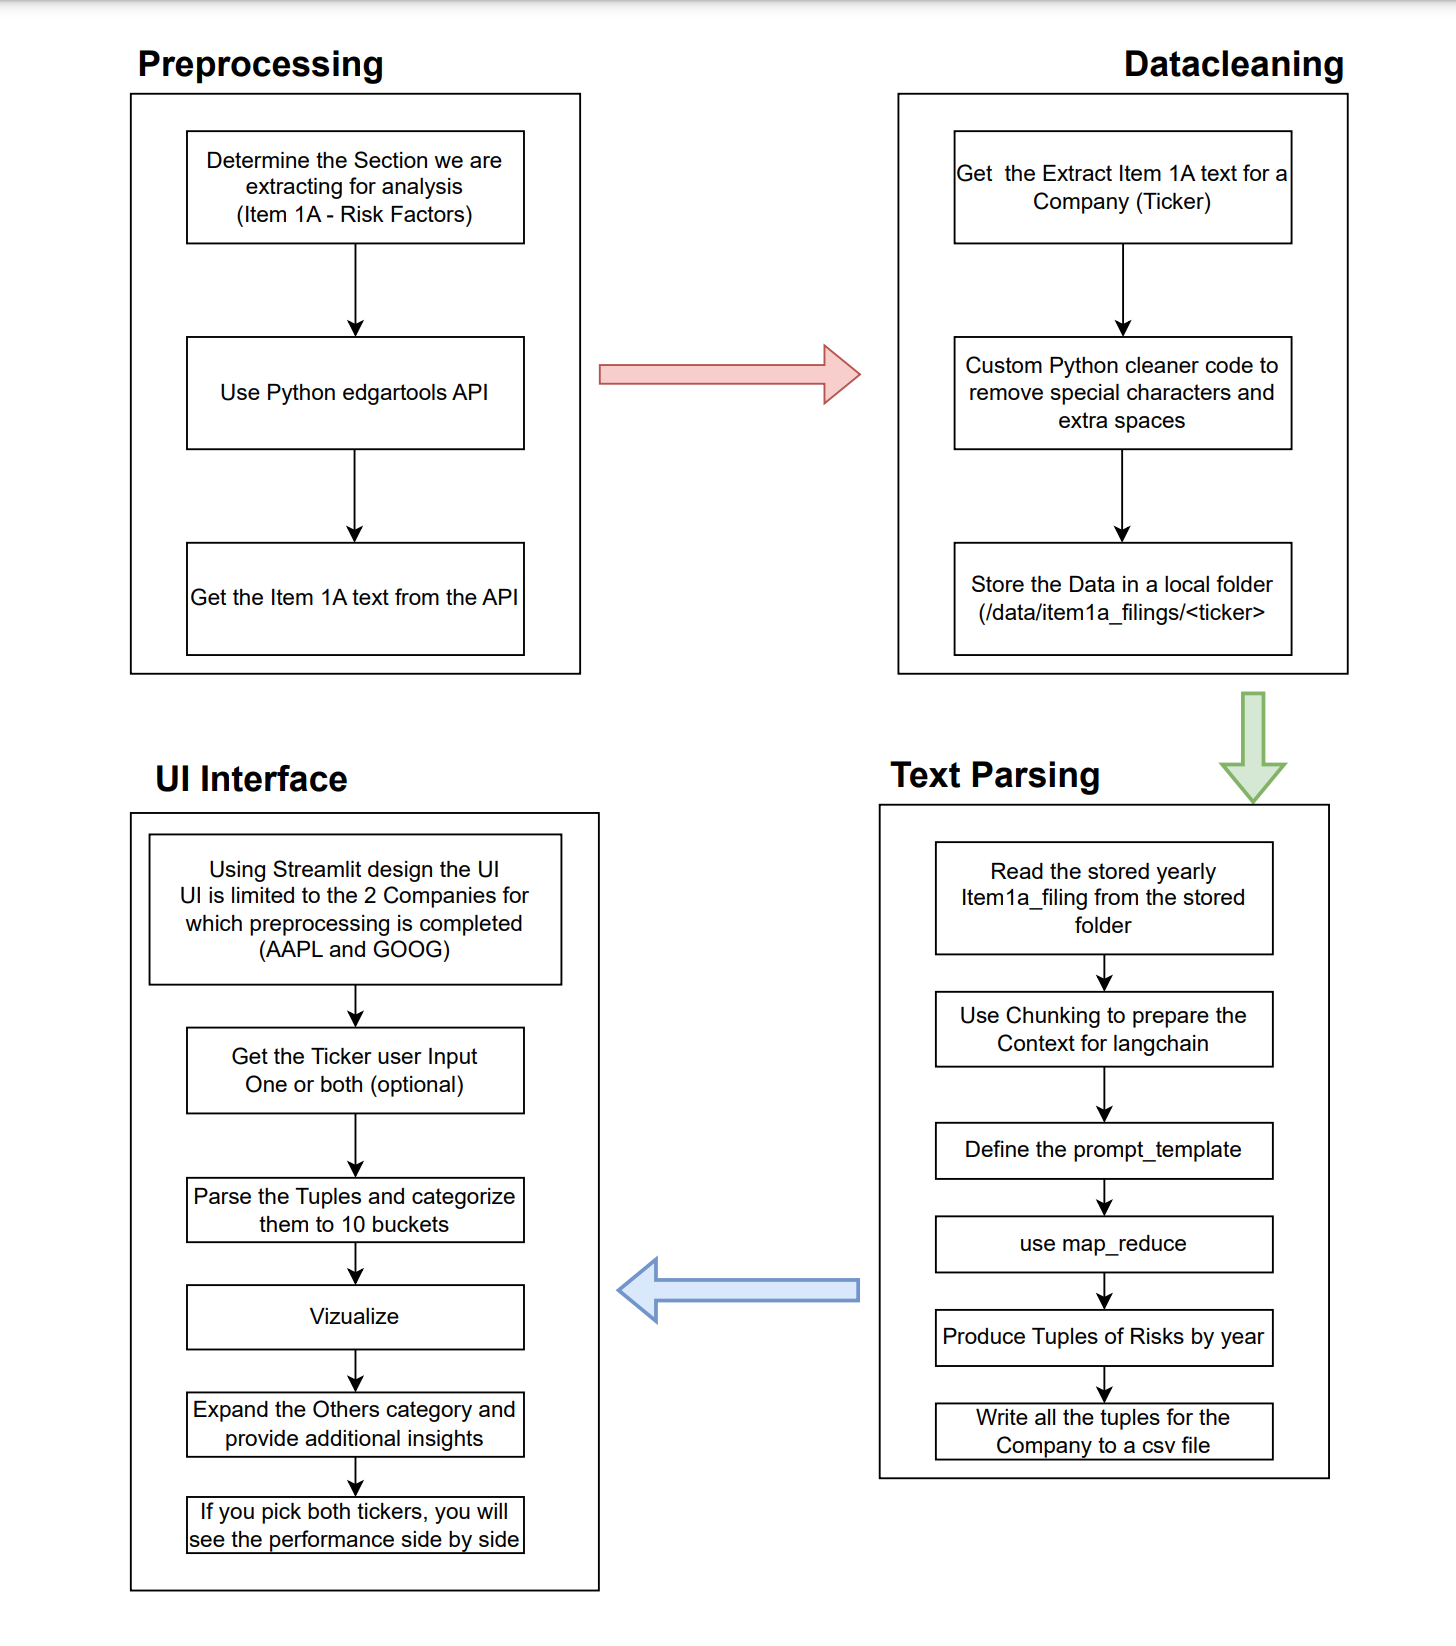 Preprocessing
Determine the Section we are
extracting for analysis
(Item 1A - Risk Factors)
Use Python edgartools API
Get the Item 1A text from the API
Datacleaning
Get  the Extract Item 1A text for a
Company (Ticker)
Custom Python cleaner code to
remove special characters and
extra spaces
Store the Data in a local folder
(/data/item1a_filings/<ticker>
Text Parsing
Read the stored yearly
Item1a_filing from the stored
folder
Use Chunking to prepare the
Context for langchain
Define the prompt_template
use map_reduce
Produce Tuples of Risks by year
Write all the tuples for the
Company to a csv file
UI Interface
Using Streamlit design the UI
UI is limited to the 2 Companies for
which preprocessing is completed
(AAPL and GOOG)
Get the Ticker user Input
One or both (optional)
Parse the Tuples and categorize
them to 10 buckets
Vizualize
Expand the Others category and
provide additional insights
If you pick both tickers, you will
see the performance side by side